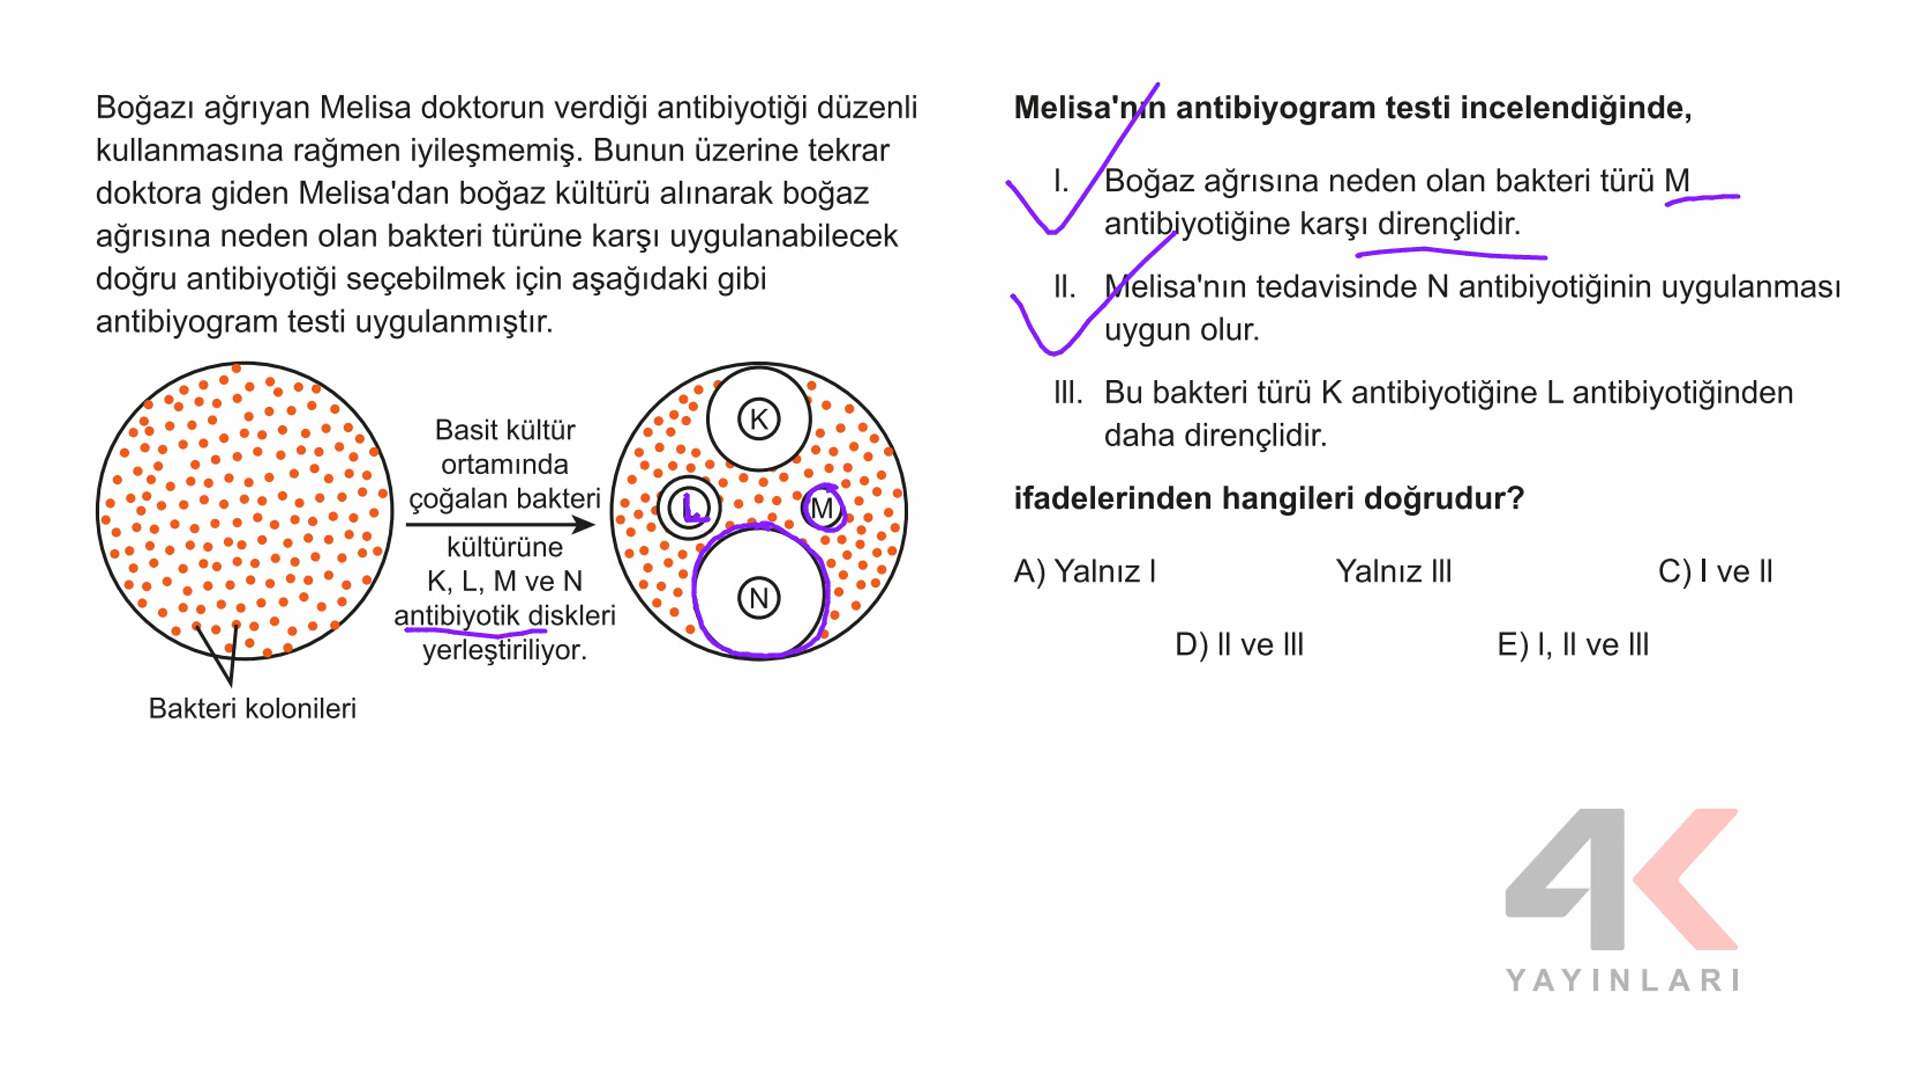 Boğazı ağrıyan Melisa doktorun verdiği antibiyotiği düzenli
kullanmasına rağmen iyileşmemiş. Bunun üzerine tekrar
doktora giden Melisa'dan boğaz kültürü alınarak boğaz
ağrısına neden olan bakteri türüne karşı uygulanabilecek
doğru antibiyotiği seçebilmek için aşağıdaki gibi
antibiyogram testi uygulanmıştır.
Basit kültür
ortamında
çoğalan bakteri
kültürüne
K, L, M ve N
antibiyotik diskleri
yerleştiriliyor.
K
L
M
N
Bakteri kolonileri
Melisa'nın antibiyogram testi incelendiğinde,
I. Boğaz ağrısına neden olan bakteri türü M
antibiyotiğine karşı dirençlidir.
II. Melisa'nın tedavisinde N antibiyotiğinin uygulanması
uygun olur.
III. Bu bakteri türü K antibiyotiğine L antibiyotiğinden
daha dirençlidir.
ifadelerinden hangileri doğrudur?
A) Yalnız I Yalnız III C) I ve II
D) II ve III E) I, II ve III
4K
YAYINLARI